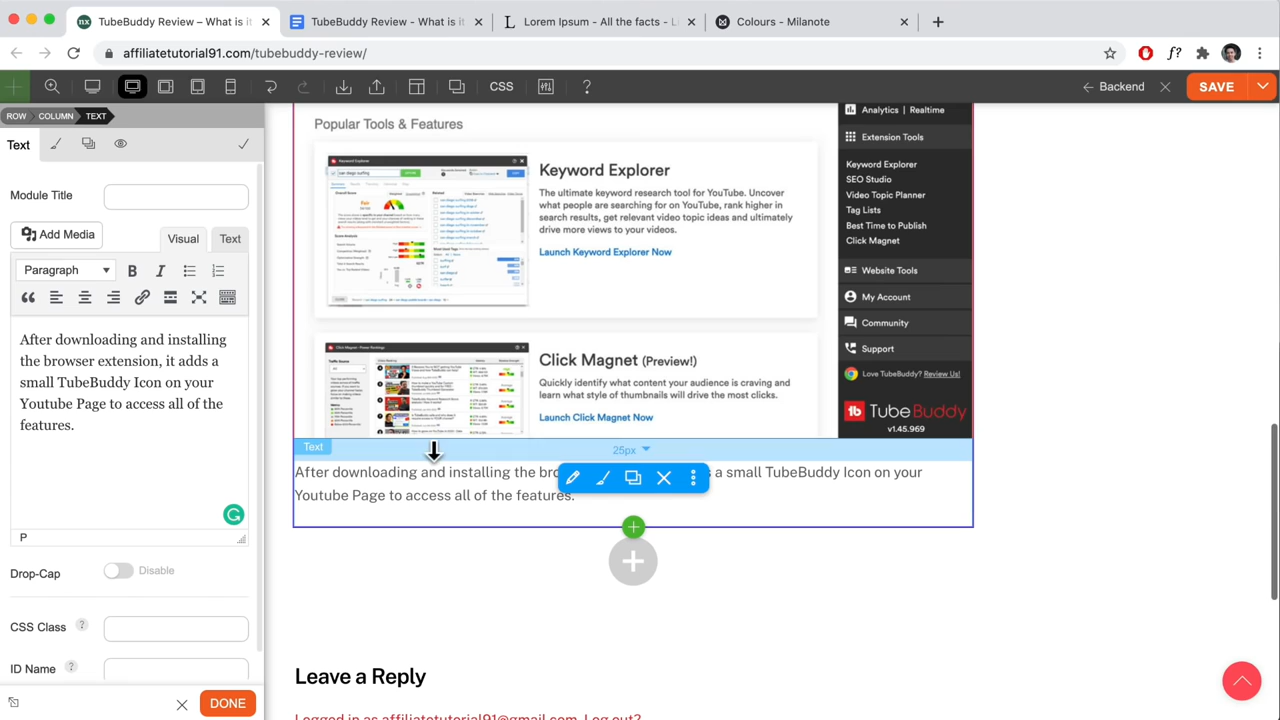 TubeBuddy Review – What is it
TubeBuddy Review - What is it
Lorem Ipsum - All the facts - L
Colours - Milanote
affiliatetutorial91.com/tubebuddy-review/
CSS
Backend
SAVE
ROW
COLUMN
TEXT
Text
Module Title
Add Media
Visual
Text
Paragraph
After downloading and installing
the browser extension, it adds a
small TubeBuddy Icon on your
Youtube Page to access all of the
features.
P
Drop-Cap
Disable
CSS Class
ID Name
DONE
Popular Tools & Features
Keyword Explorer
The ultimate keyword research tool for YouTube. Uncover
what people are searching for on YouTube, rank higher in
search results, get relevant video topic ideas and ultimately
drive more views to your videos.
Launch Keyword Explorer Now
Click Magnet (Preview!)
Quickly identify what content your audience is craving and
learn what style of thumbnails will drive the most clicks.
Launch Click Magnet Now
Analytics | Realtime
Extension Tools
Keyword Explorer
SEO Studio
Video Topic Planner
Tag Lists
Best Time to Publish
Click Magnet
Website Tools
My Account
Community
Support
Love TubeBuddy? Review Us!
TubeBuddy
v1.45.969
Text
25px
After downloading and installing the bro s a small TubeBuddy Icon on your
Youtube Page to access all of the features.
Leave a Reply
Logged in as affiliatetutorial91@gmail.com. Log out?